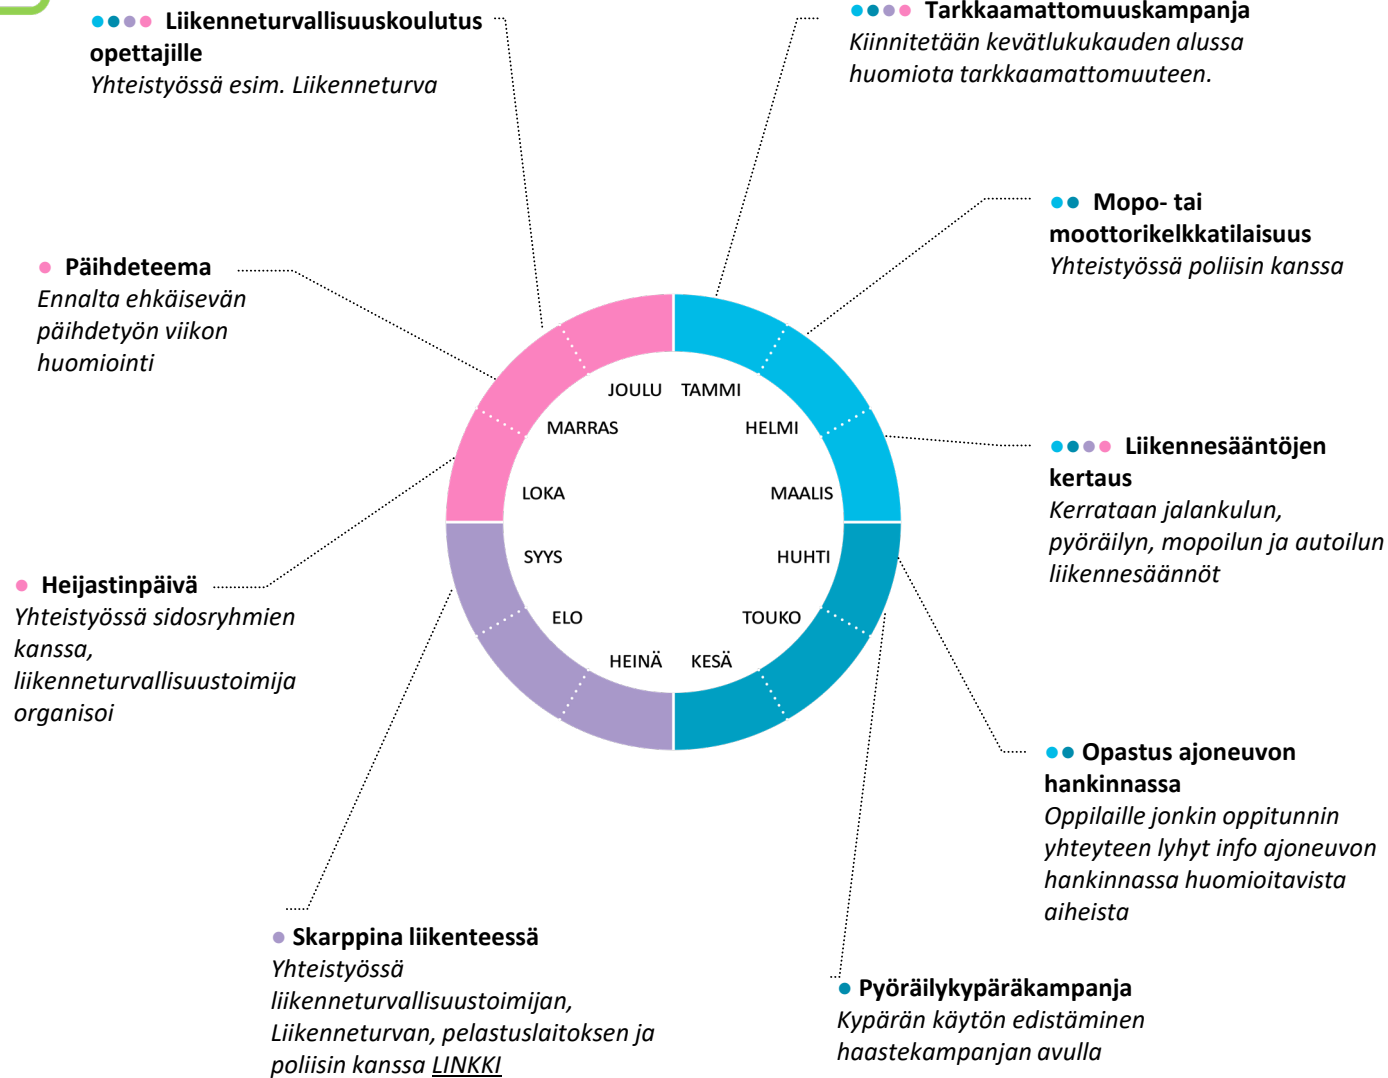 Liikenneturvallisuuskoulutus
opettajille
Yhteistyössä esim. Liikenneturva
Tarkkaamattomuuskampanja
Kiinnitetään kevätlukukauden alussa
huomiota tarkkaamattomuuteen.
Mopo- tai
moottorikelkkatilaisuus
Yhteistyössä poliisin kanssa
Päihdeteema
Ennalta ehkäisevän
päihdetyön viikon
huomiointi
JOULU
TAMMI
MARRAS
HELMI
LOKA
MAALIS
SYYS
HUHTI
ELO
TOUKO
HEINÄ
KESÄ
Liikennesääntöjen
kertaus
Kerrataan jalankulun,
pyöräilyn, mopoilun ja autoilun
liikennesäännöt
Heijastinpäivä
Yhteistyössä sidosryhmien
kanssa,
liikenneturvallisuustoimija
organisoi
Opastus ajoneuvon
hankinnassa
Oppilaille jonkin oppitunnin
yhteyteen lyhyt info ajoneuvon
hankinnassa huomioitavista
aiheista
Skarppina liikenteessä
Yhteistyössä
liikenneturvallisuustoimijan,
Liikenneturvan, pelastuslaitoksen ja
poliisin kanssa LINKKI
Pyöräilykypäräkampanja
Kypärän käytön edistäminen
haastekampanjan avulla